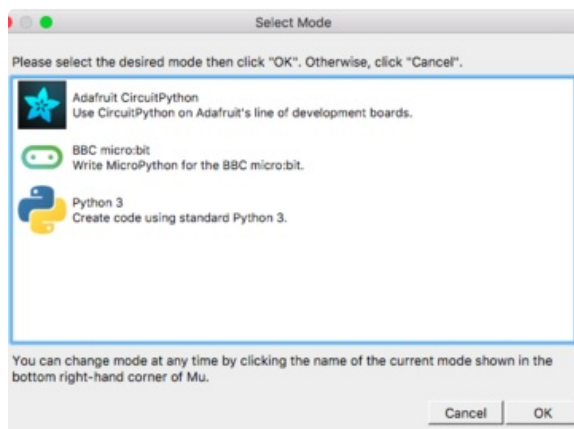 Select Mode
Please select the desired mode then click "OK". Otherwise, click "Cancel".
Adafruit CircuitPython
Use CircuitPython on Adafruit's line of development boards.
BBC micro:bit
Write MicroPython for the BBC micro:bit.
Python 3
Create code using standard Python 3.
You can change mode at any time by clicking the name of the current mode shown in the
bottom right-hand corner of Mu.
Cancel OK